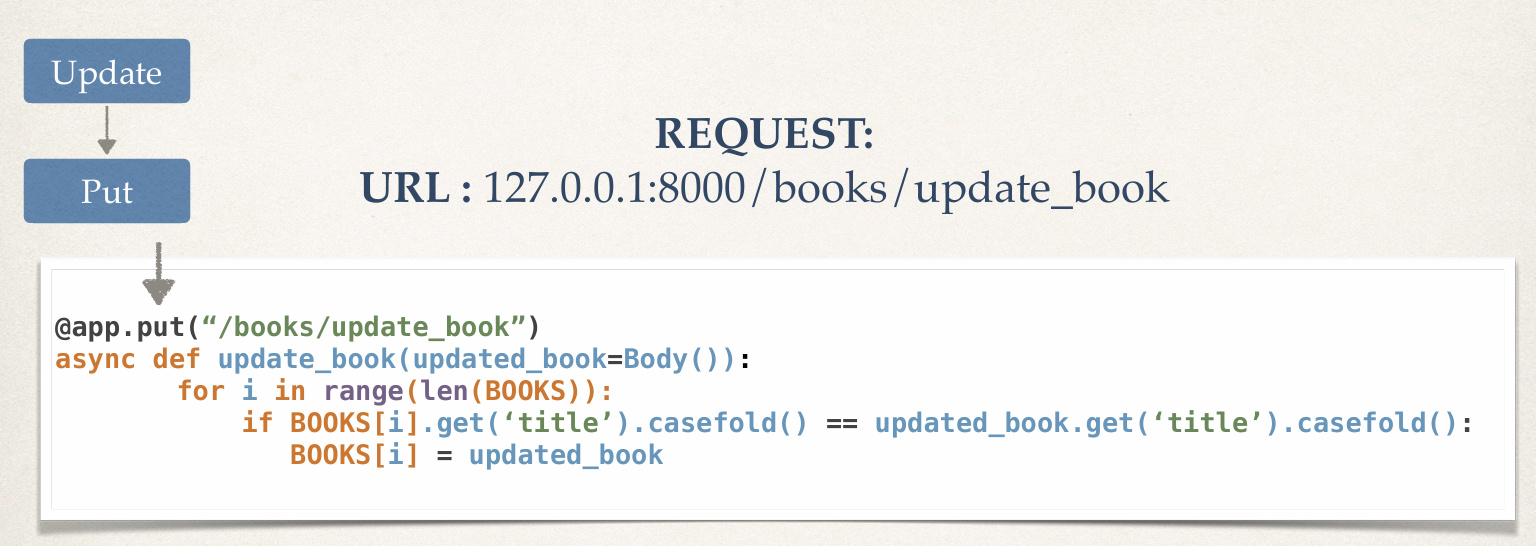 Update
Put
REQUEST:
URL : 127.0.0.1:8000/books/update_book
@app.put(“/books/update_book”)
async def update_book(updated_book=Body()):
for i in range(len(BOOKS)):
if BOOKS[i].get(‘title’).casefold() == updated_book.get(‘title’).casefold():
BOOKS[i] = updated_book